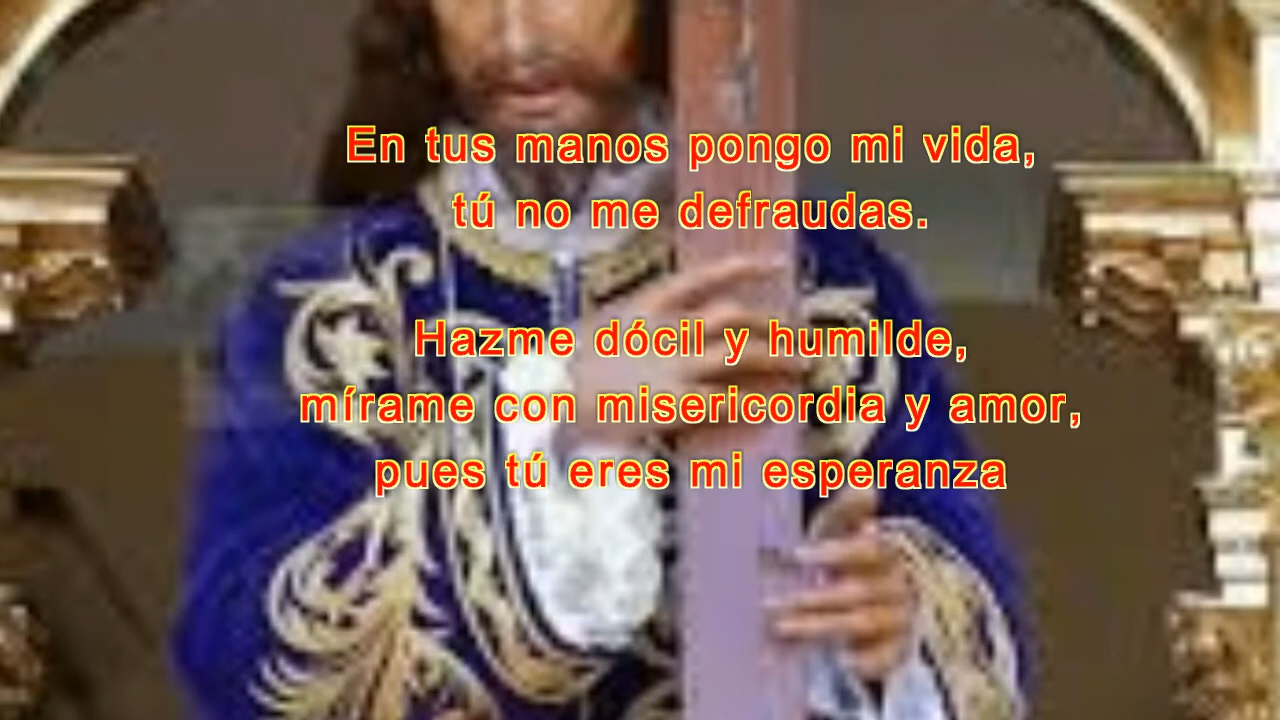 En tus manos pongo mi vida,
tú no me defraudas.
Hazme dócil y humilde,
mírame con misericordia y amor,
pues tú eres mi esperanza